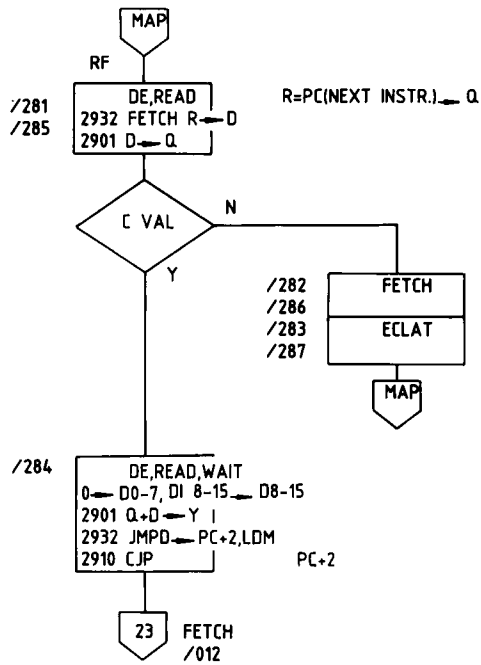 MAP
RF
/281
/285
DE,READ
2932 FETCH R→D
2901 D→Q
R=PC(NEXT INSTR.)→Q
C VAL
N
Y
/282
/286
/283
/287
FETCH
ECLAT
MAP
/284
DE,READ,WAIT
0→D0-7, DI 8-15→D8-15
2901 Q+D→Y
2932 JMPD→PC+2,LDM
2910 CJP
PC+2
23
FETCH
/012